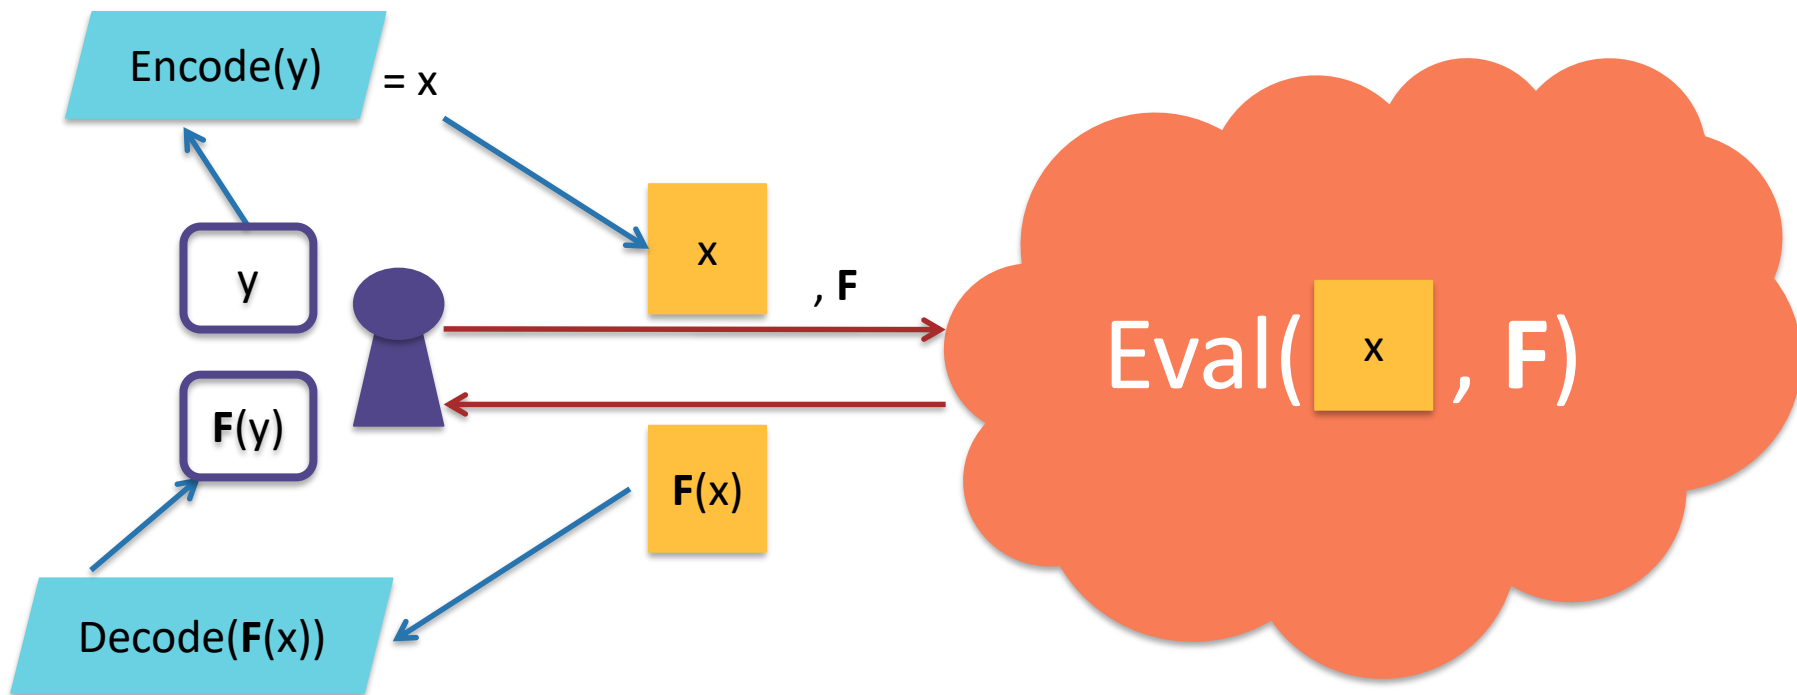 Encode(y)
= x
y
x
, F
Eval( x , F)
F(y)
F(x)
Decode(F(x))